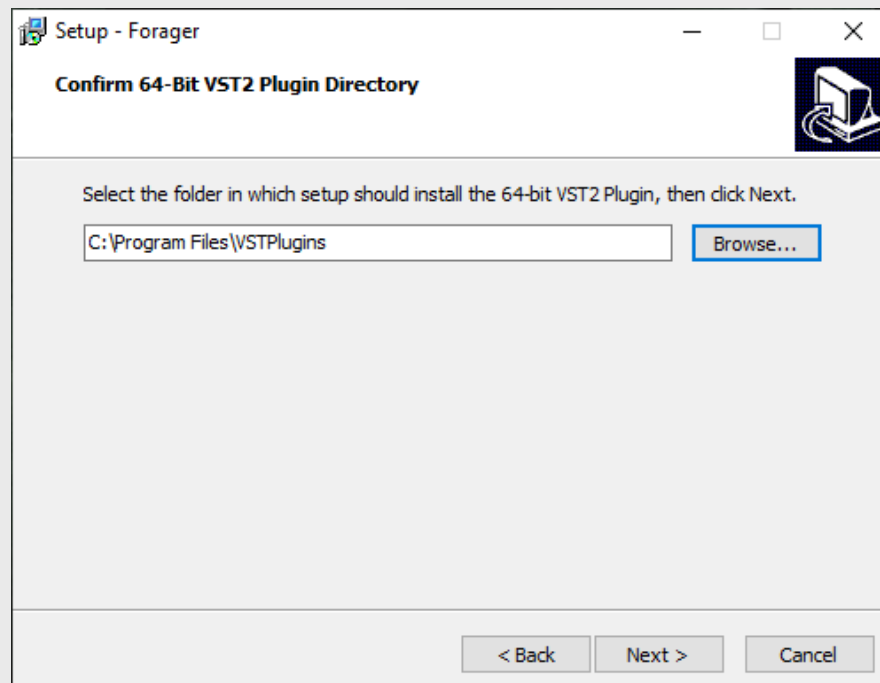 Setup - Forager
Confirm 64-Bit VST2 Plugin Directory
Select the folder in which setup should install the 64-bit VST2 Plugin, then click Next.
C:\Program Files\VSTPlugins
Browse...
< Back
Next >
Cancel